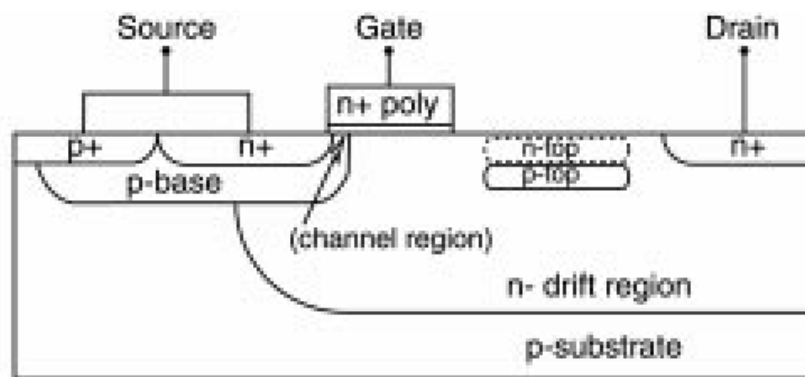 Source Gate Drain
n+ poly
p+ n+ n-top n+
p-base p-top
(channel region)
n- drift region
p-substrate